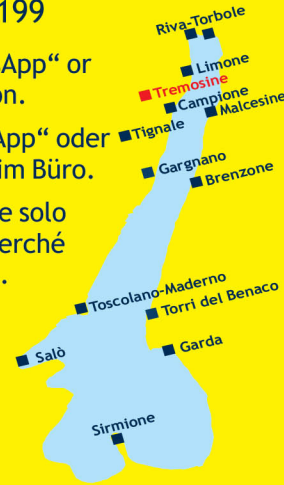 199
App“ or
on.
App“ oder
im Büro.
e solo
erché
.
Riva-Torbole
Limone
Tremosine
Campione
Malcesine
Tignale
Gargnano
Brenzone
Toscolano-Maderno
Torri del Benaco
Garda
Salò
Sirmione